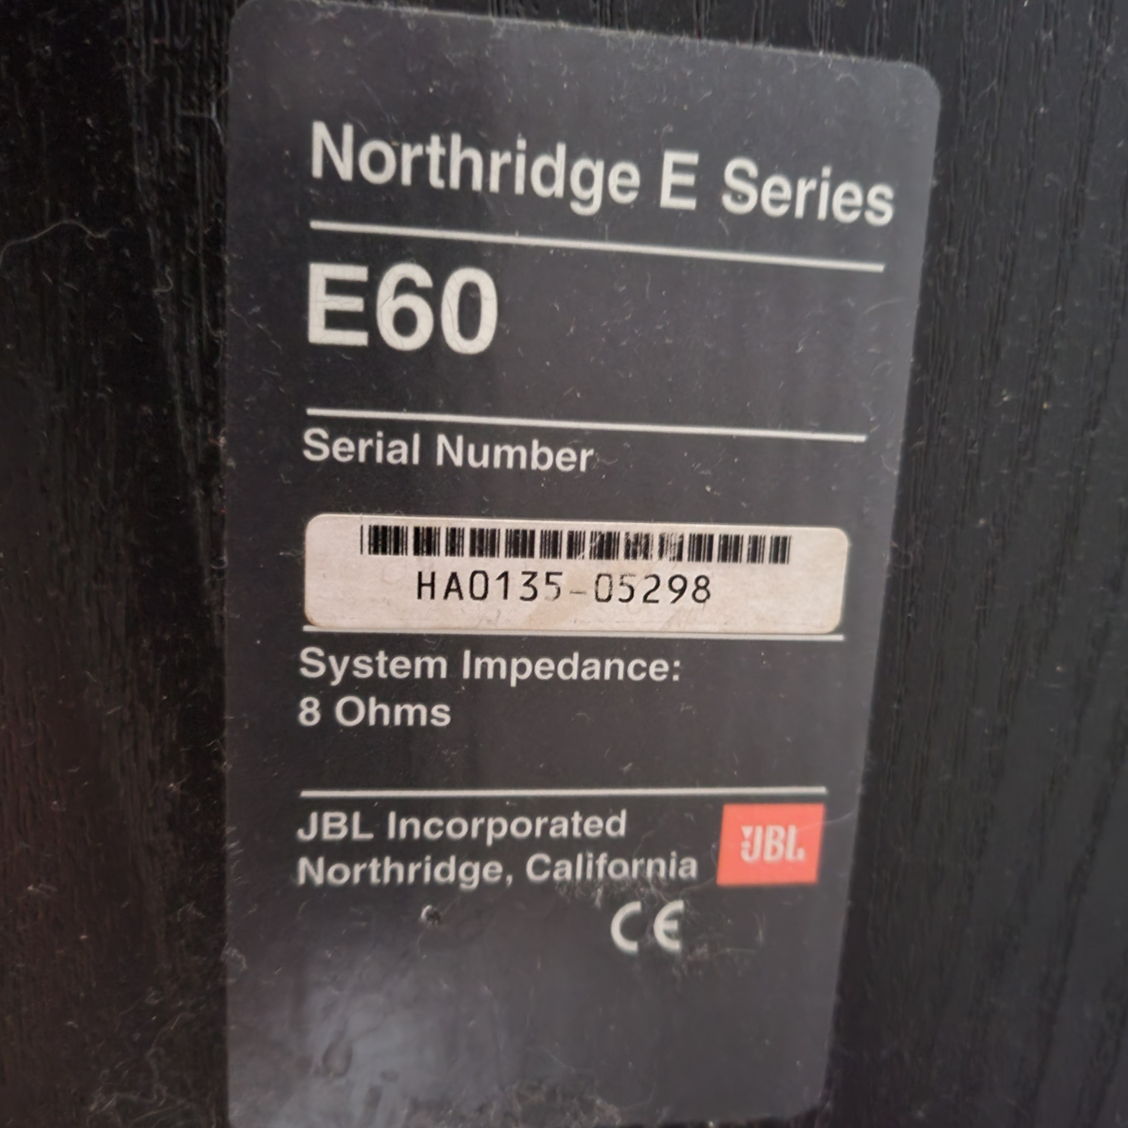 Northridge E Series
E60
Serial Number
HA0135-05298
System Impedance:
8 Ohms
JBL Incorporated
Northridge, California
JBL
CE